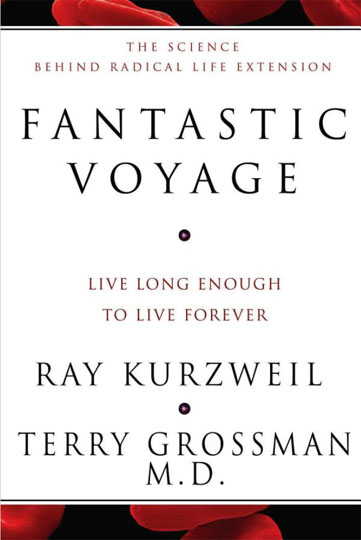 THE SCIENCE
BEHIND RADICAL LIFE EXTENSION
FANTASTIC
VOYAGE
LIVE LONG ENOUGH
TO LIVE FOREVER
RAY KURZWEIL
TERRY GROSSMAN
M.D.